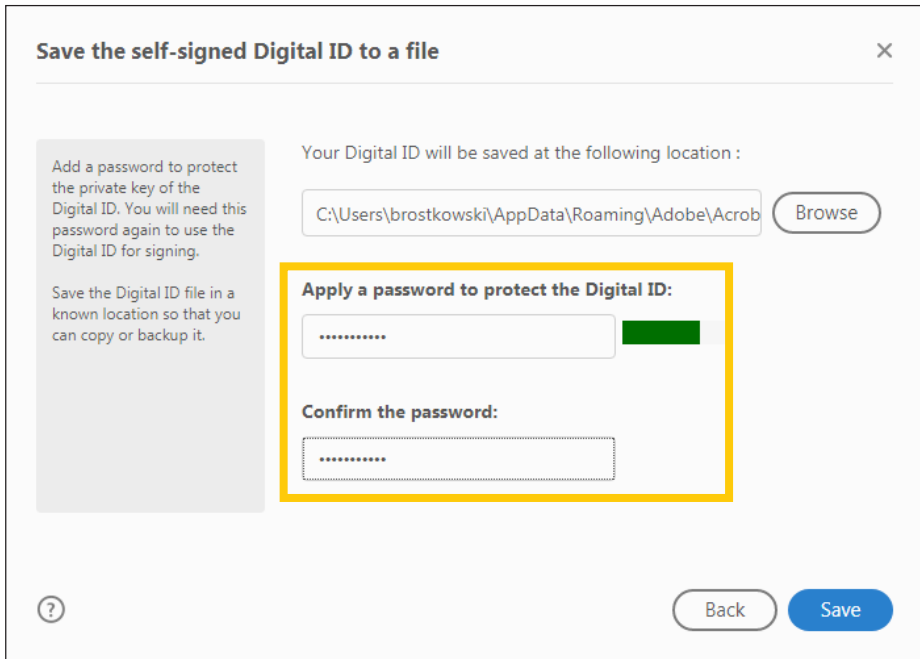 Save the self-signed Digital ID to a file
Add a password to protect
the private key of the
Digital ID. You will need this
password again to use the
Digital ID for signing.
Save the Digital ID file in a
known location so that you
can copy or backup it.
Your Digital ID will be saved at the following location :
C:\Users\brostkowski\AppData\Roaming\Adobe\Acrob
Browse
Apply a password to protect the Digital ID:
•••••••••••
Confirm the password:
•••••••••••
?
Back
Save